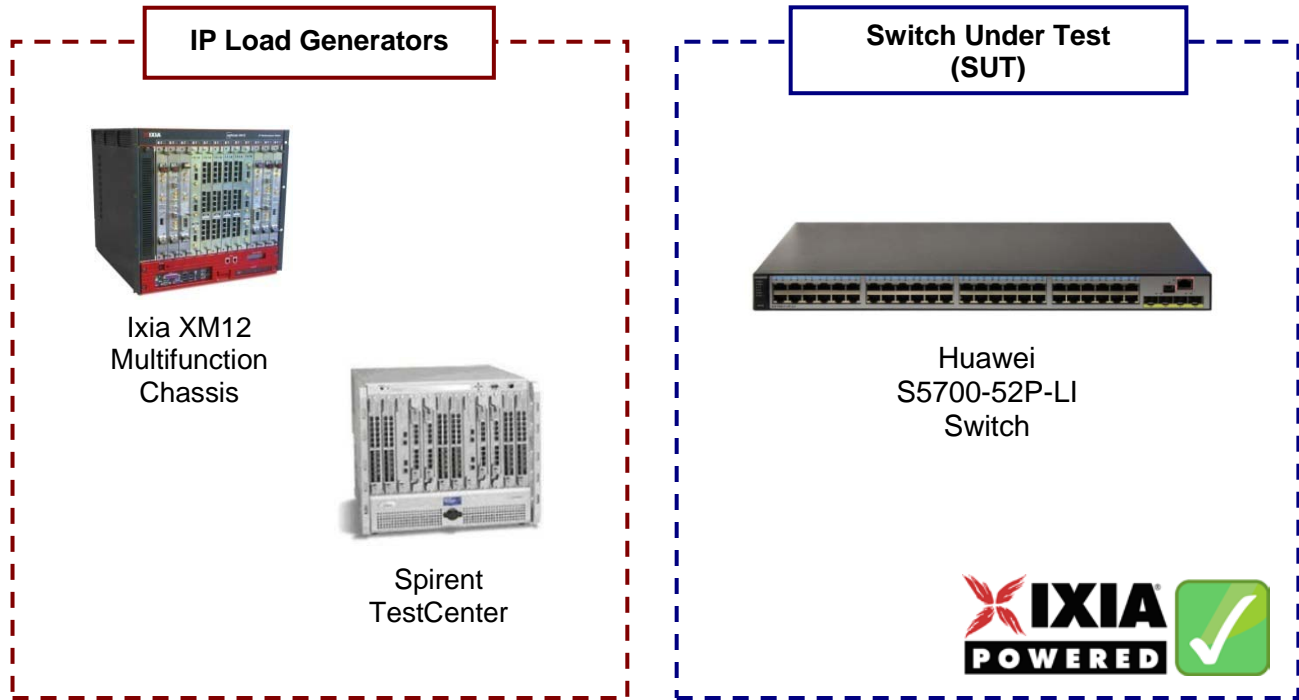 IP Load Generators
Switch Under Test
(SUT)
IXIA
Ixia XM12
Multifunction
Chassis
Huawei
S5700-52P-LI
Switch
Spirent
TestCenter
IXIA
POWERED